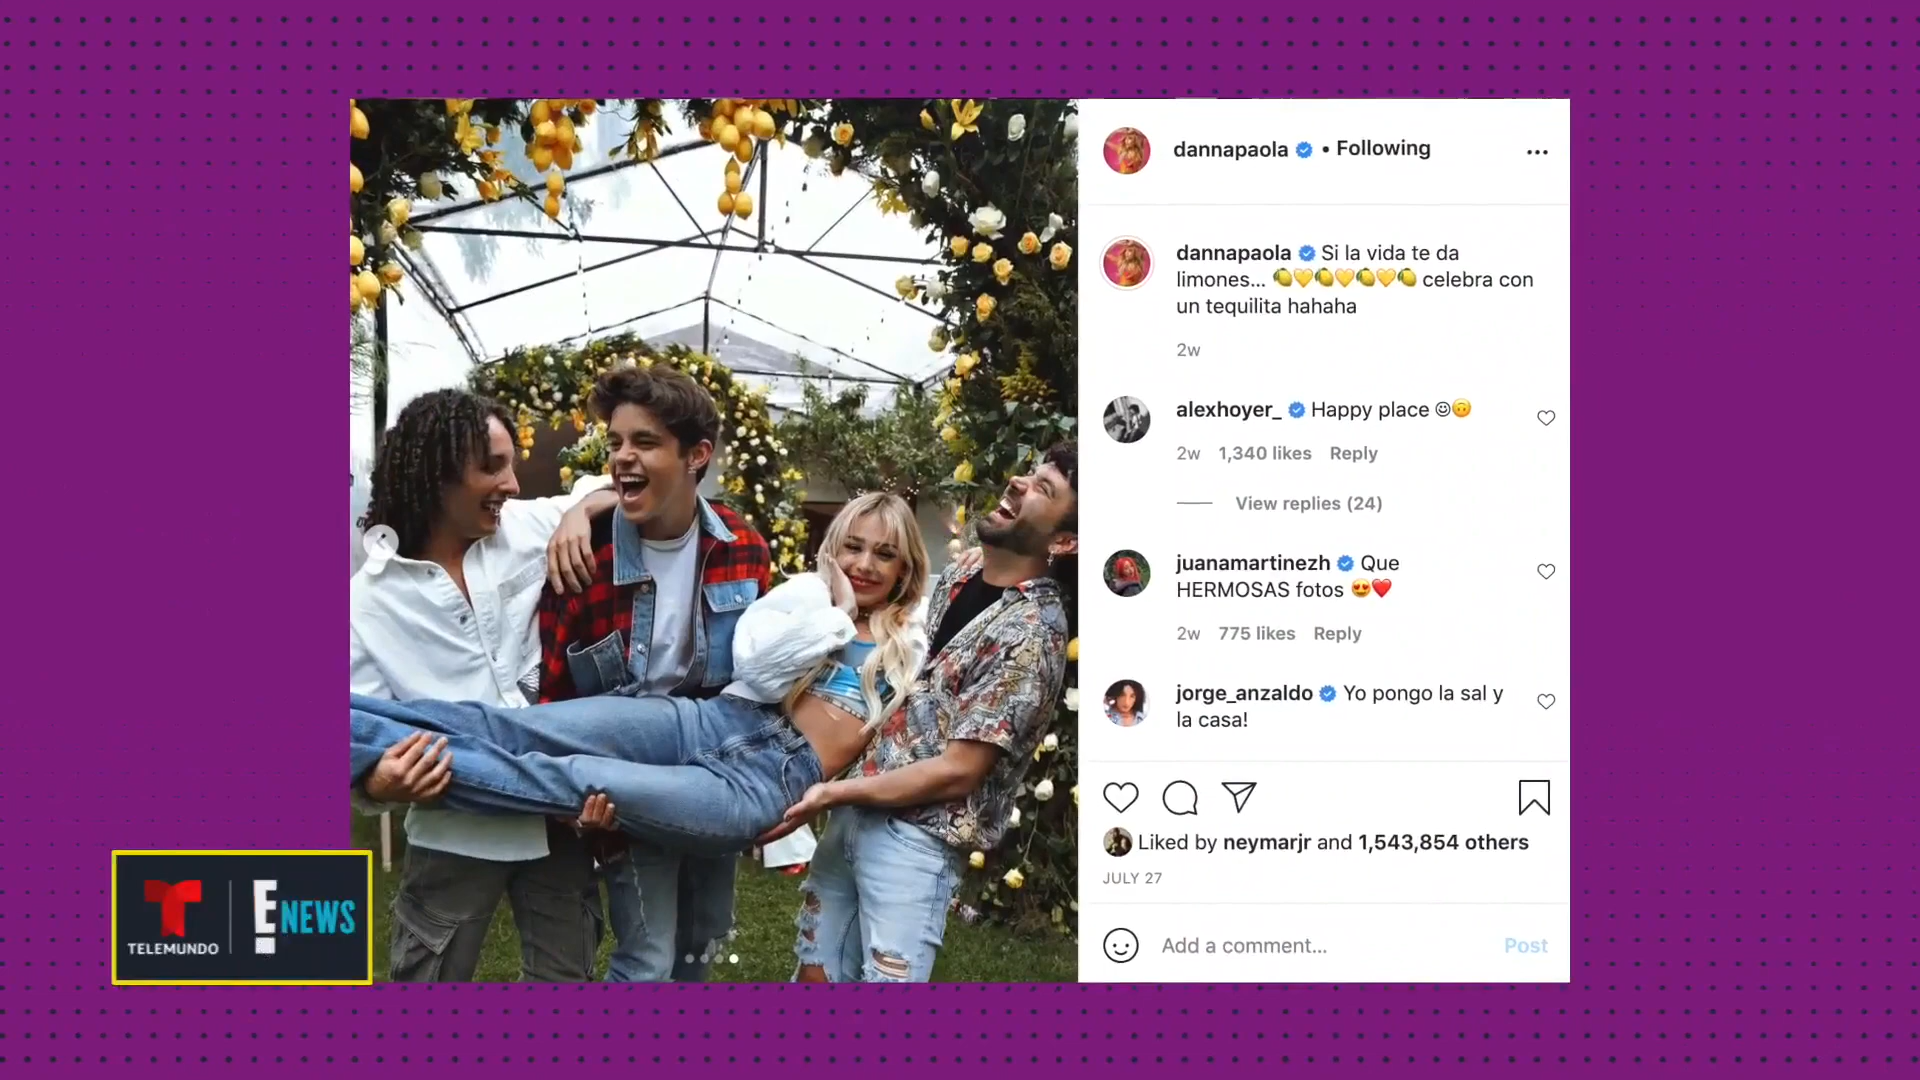 dannapaola • Following
dannapaola Si la vida te da
limones... 🍋💛🍋💛🍋💛🍋 celebra con
un tequilita hahaha
2w
alexhoyer_ Happy place ☺🙃
2w 1,340 likes Reply
View replies (24)
juanamartinezh Que
HERMOSAS fotos 😍❤️
2w 775 likes Reply
jorge_anzaldo Yo pongo la sal y
la casa!
Liked by neymarjr and 1,543,854 others
JULY 27
Add a comment... Post
TELEMUNDO
E! NEWS